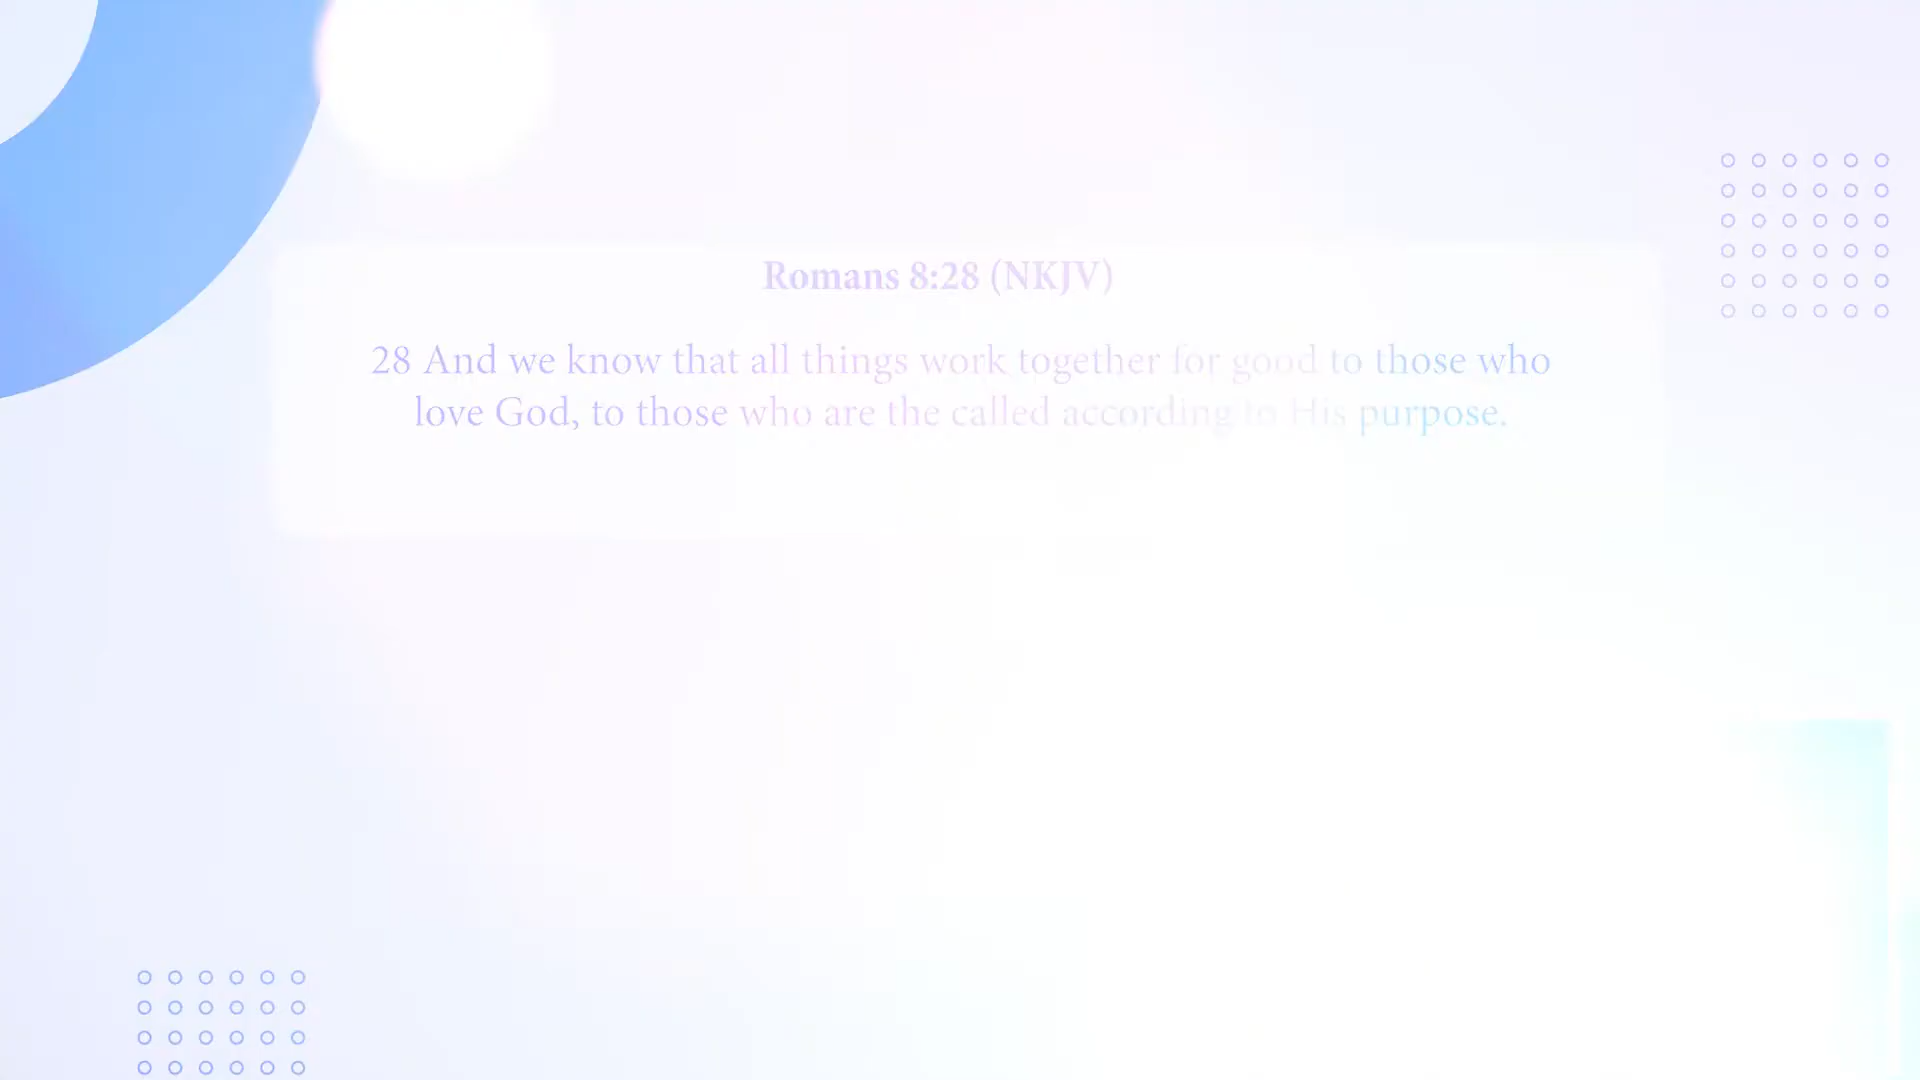 Romans 8:28 (NKJV)
28 And we know that all things work together for good to those who
love God, to those who are the called according to His purpose.